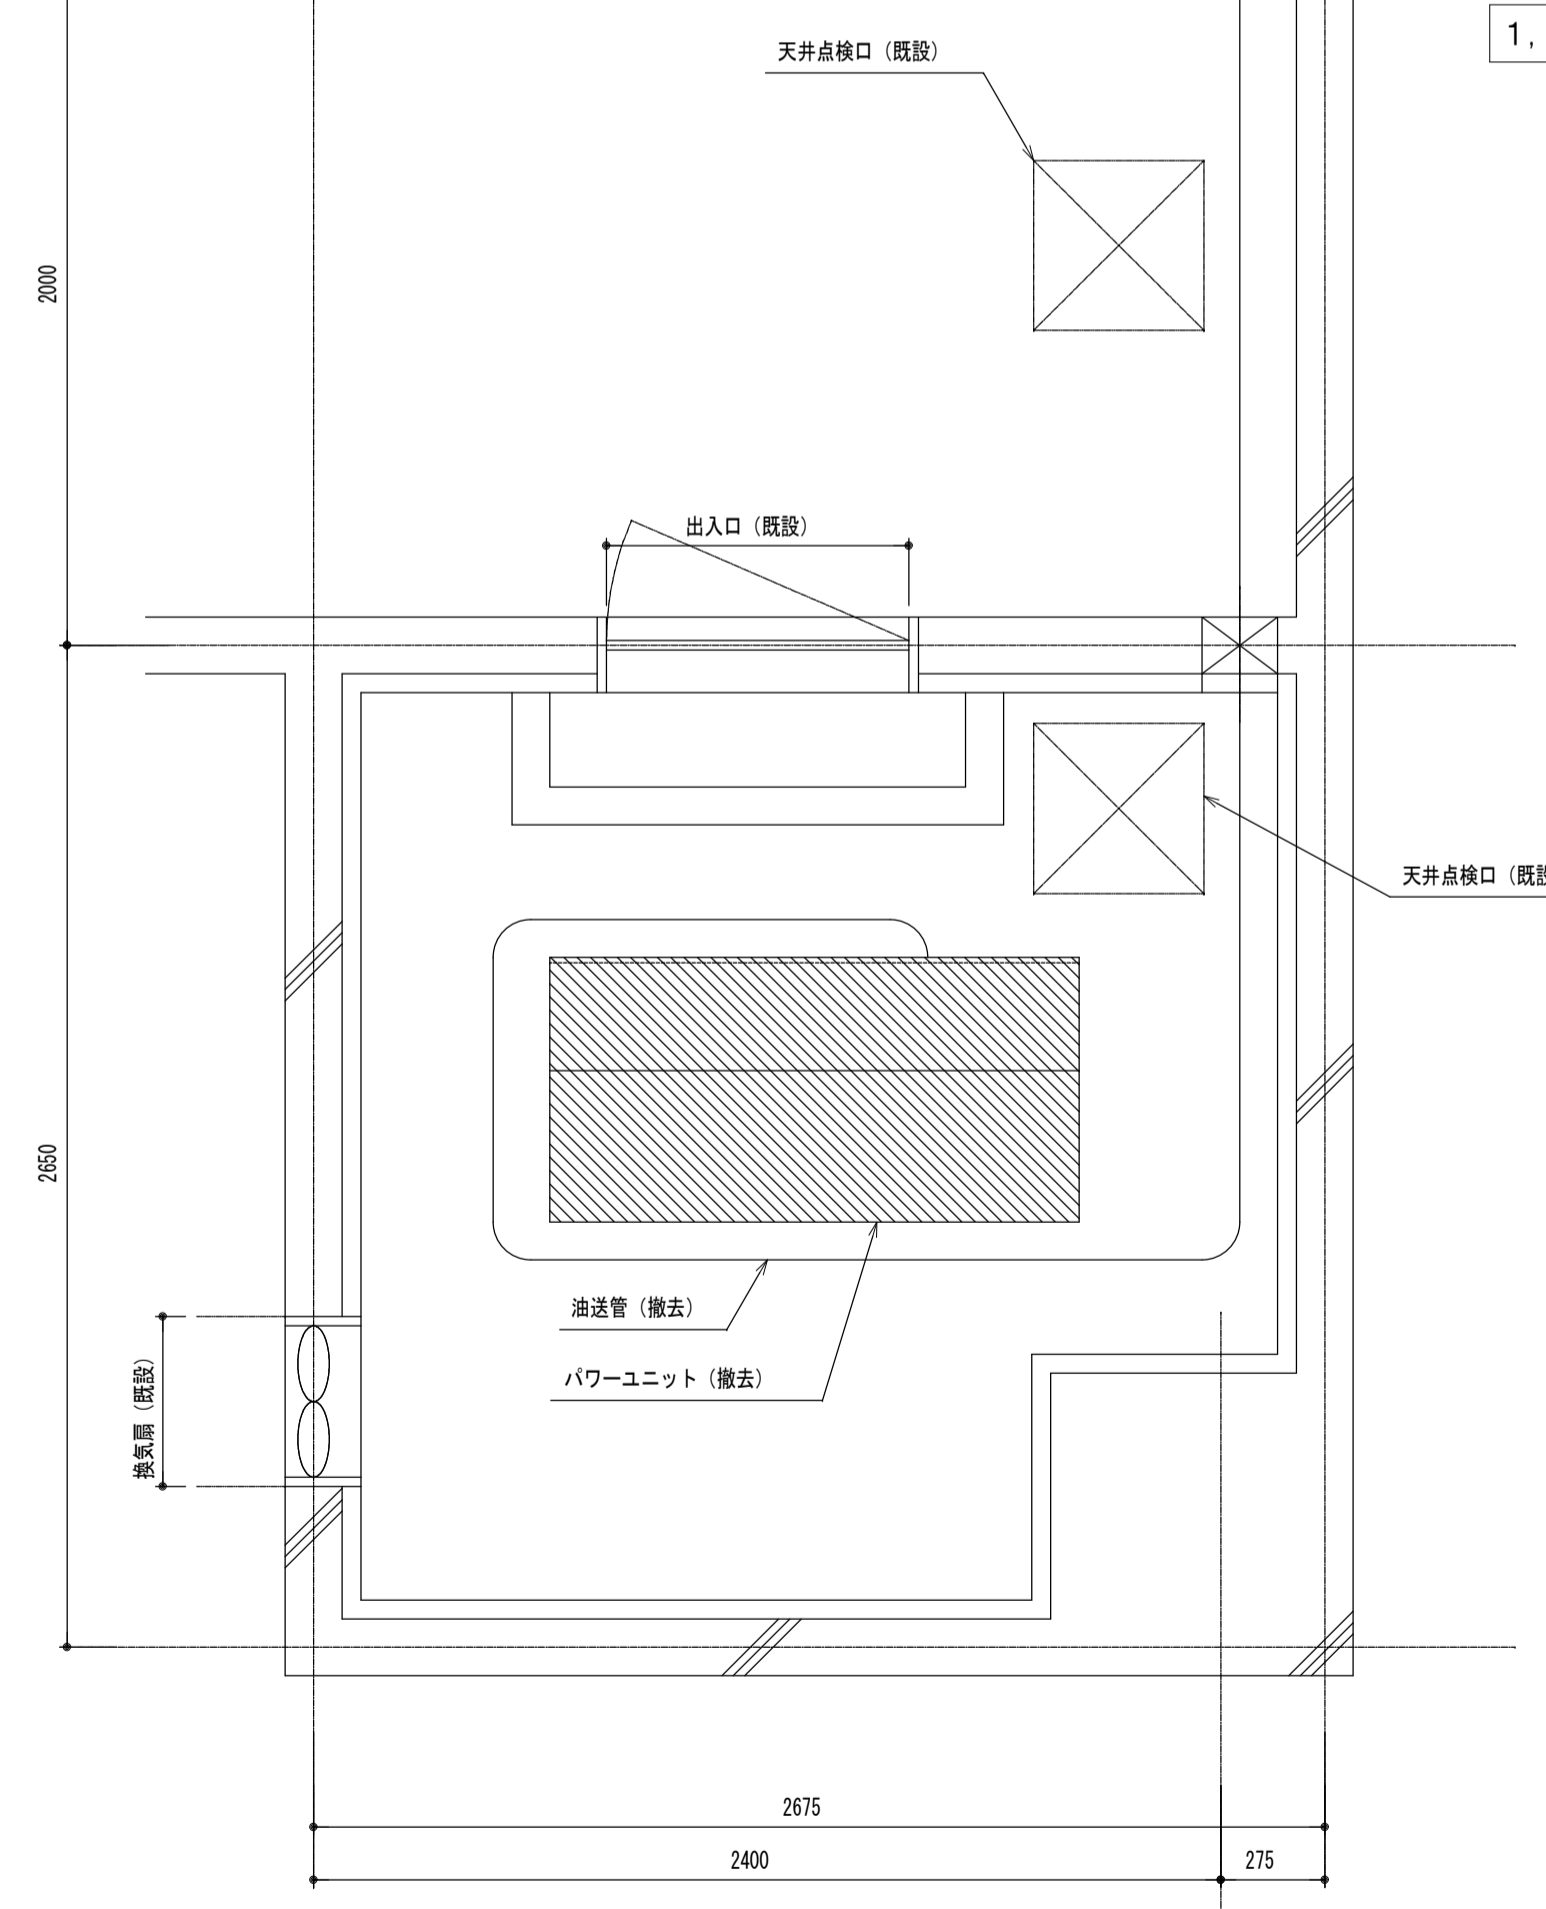 1,
天井点検口（既設）
2000
出入口（既設）
天井点検口（既設
2650
油送管（撤去）
パワーユニット（撤去）
換気扇（既設）
2675
2400
275